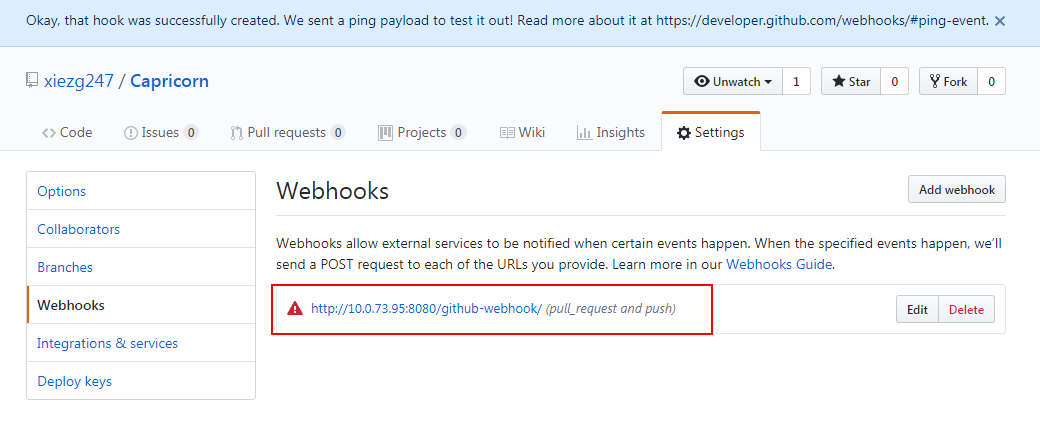 Okay, that hook was successfully created. We sent a ping payload to test it out! Read more about it at https://developer.github.com/webhooks/#ping-event. ✕
xiezg247 / Capricorn
Unwatch 1 Star 0 Fork 0
Code Issues 0 Pull requests 0 Projects 0 Wiki Insights Settings
Options
Collaborators
Branches
Webhooks
Integrations & services
Deploy keys
Webhooks
Add webhook
Webhooks allow external services to be notified when certain events happen. When the specified events happen, we'll
send a POST request to each of the URLs you provide. Learn more in our Webhooks Guide.
http://10.0.73.95:8080/github-webhook/ (pull_request and push)
Edit Delete